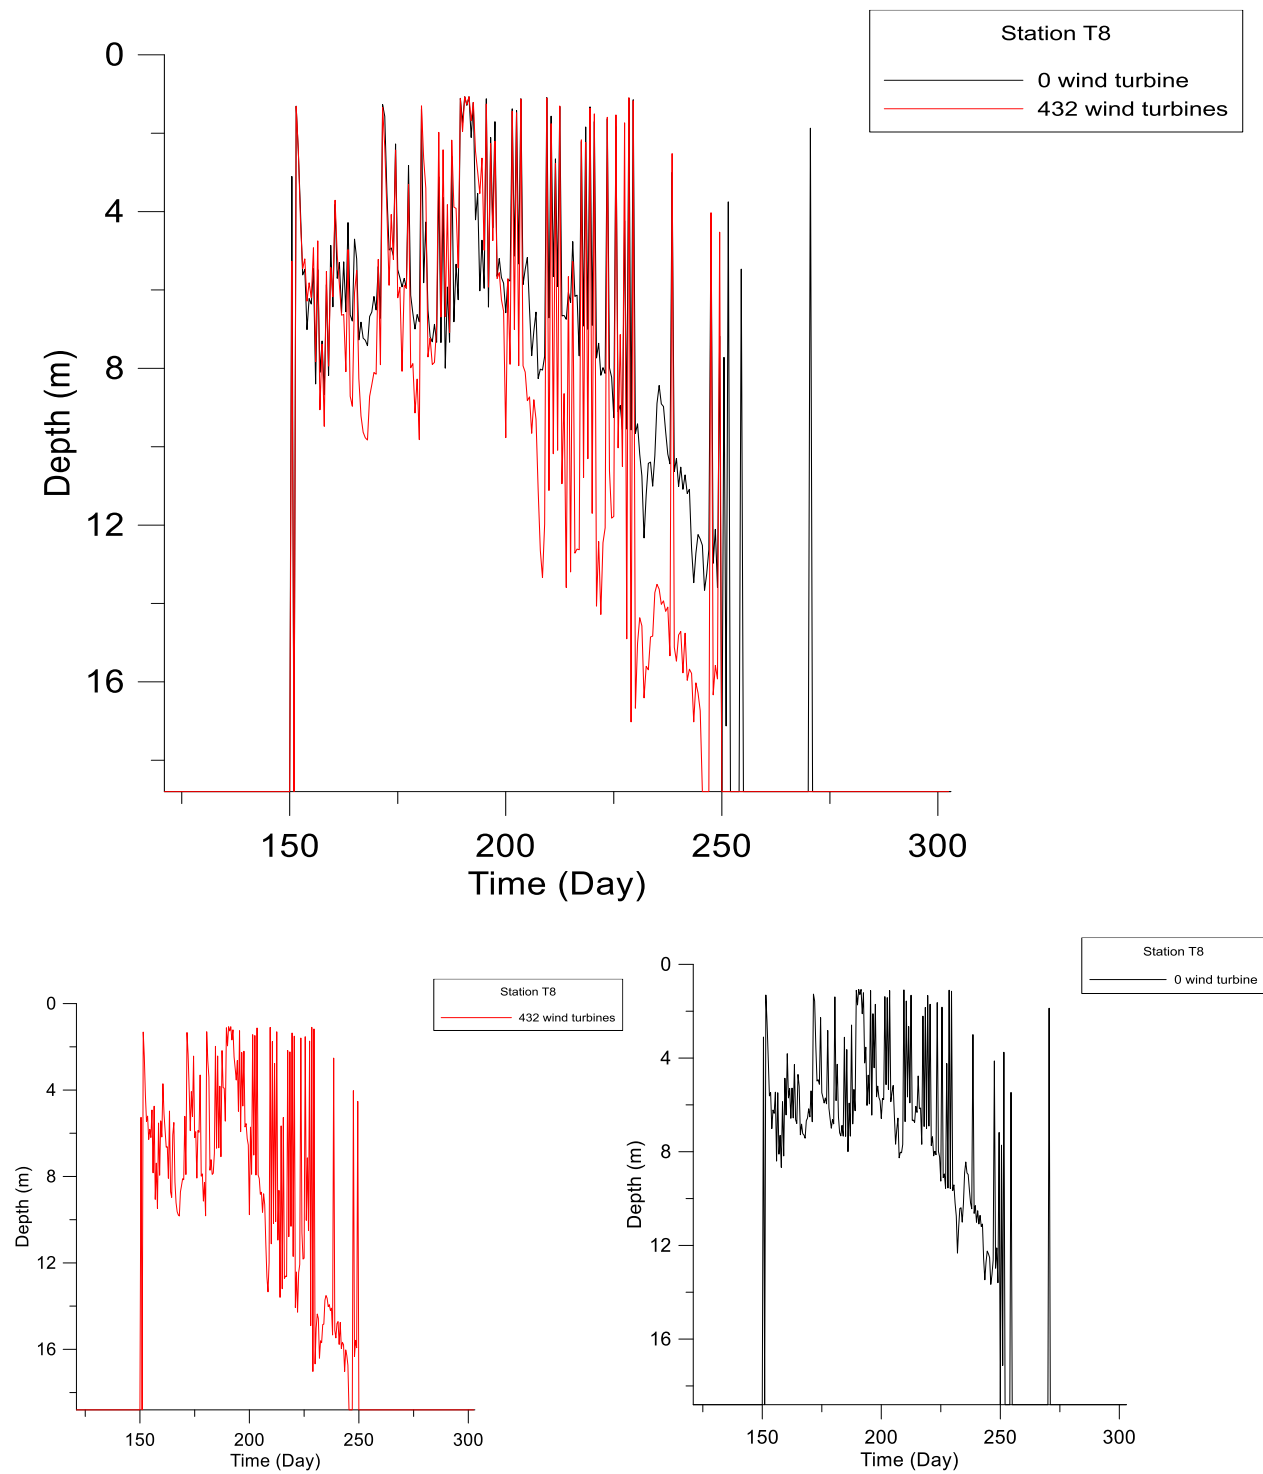 Station T8
0 wind turbine
432 wind turbines
0
4
8
12
16
Depth (m)
150
200
250
300
Time (Day)
Station T8
432 wind turbines
0
4
8
12
16
Depth (m)
150
200
250
300
Time (Day)
Station T8
0 wind turbine
0
4
8
12
16
Depth (m)
150
200
250
300
Time (Day)